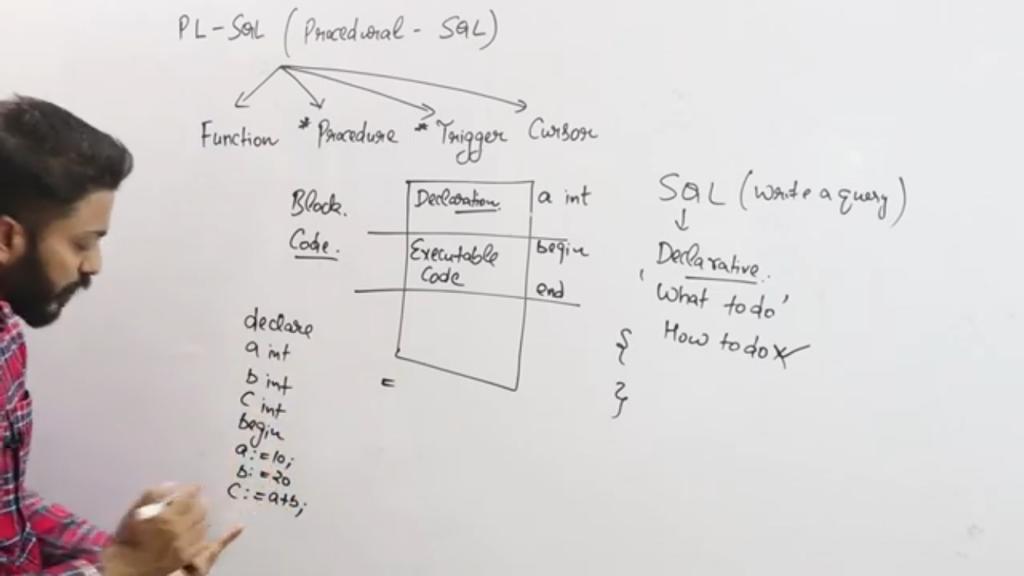 PL-SQL (Procedural - SQL)
Function * Procedure * Trigger Cursor
Block
Code.
Declaration a int
Executable
Code
begin
end
SQL (write a query)
Declarative.
'What to do'
How to do
{
}
declare
a int
b int
c int
begin
a:=10;
b:=20
c:=a+b;
=